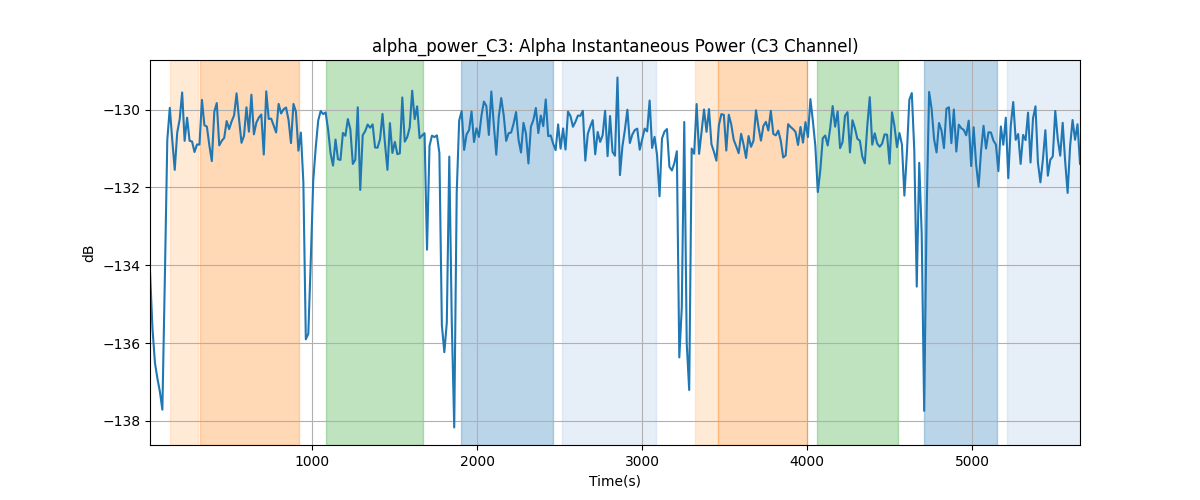 alpha_power_C3: Alpha Instantaneous Power (C3 Channel)
dB
−130
−132
−134
−136
−138
1000 2000 3000 4000 5000
Time(s)